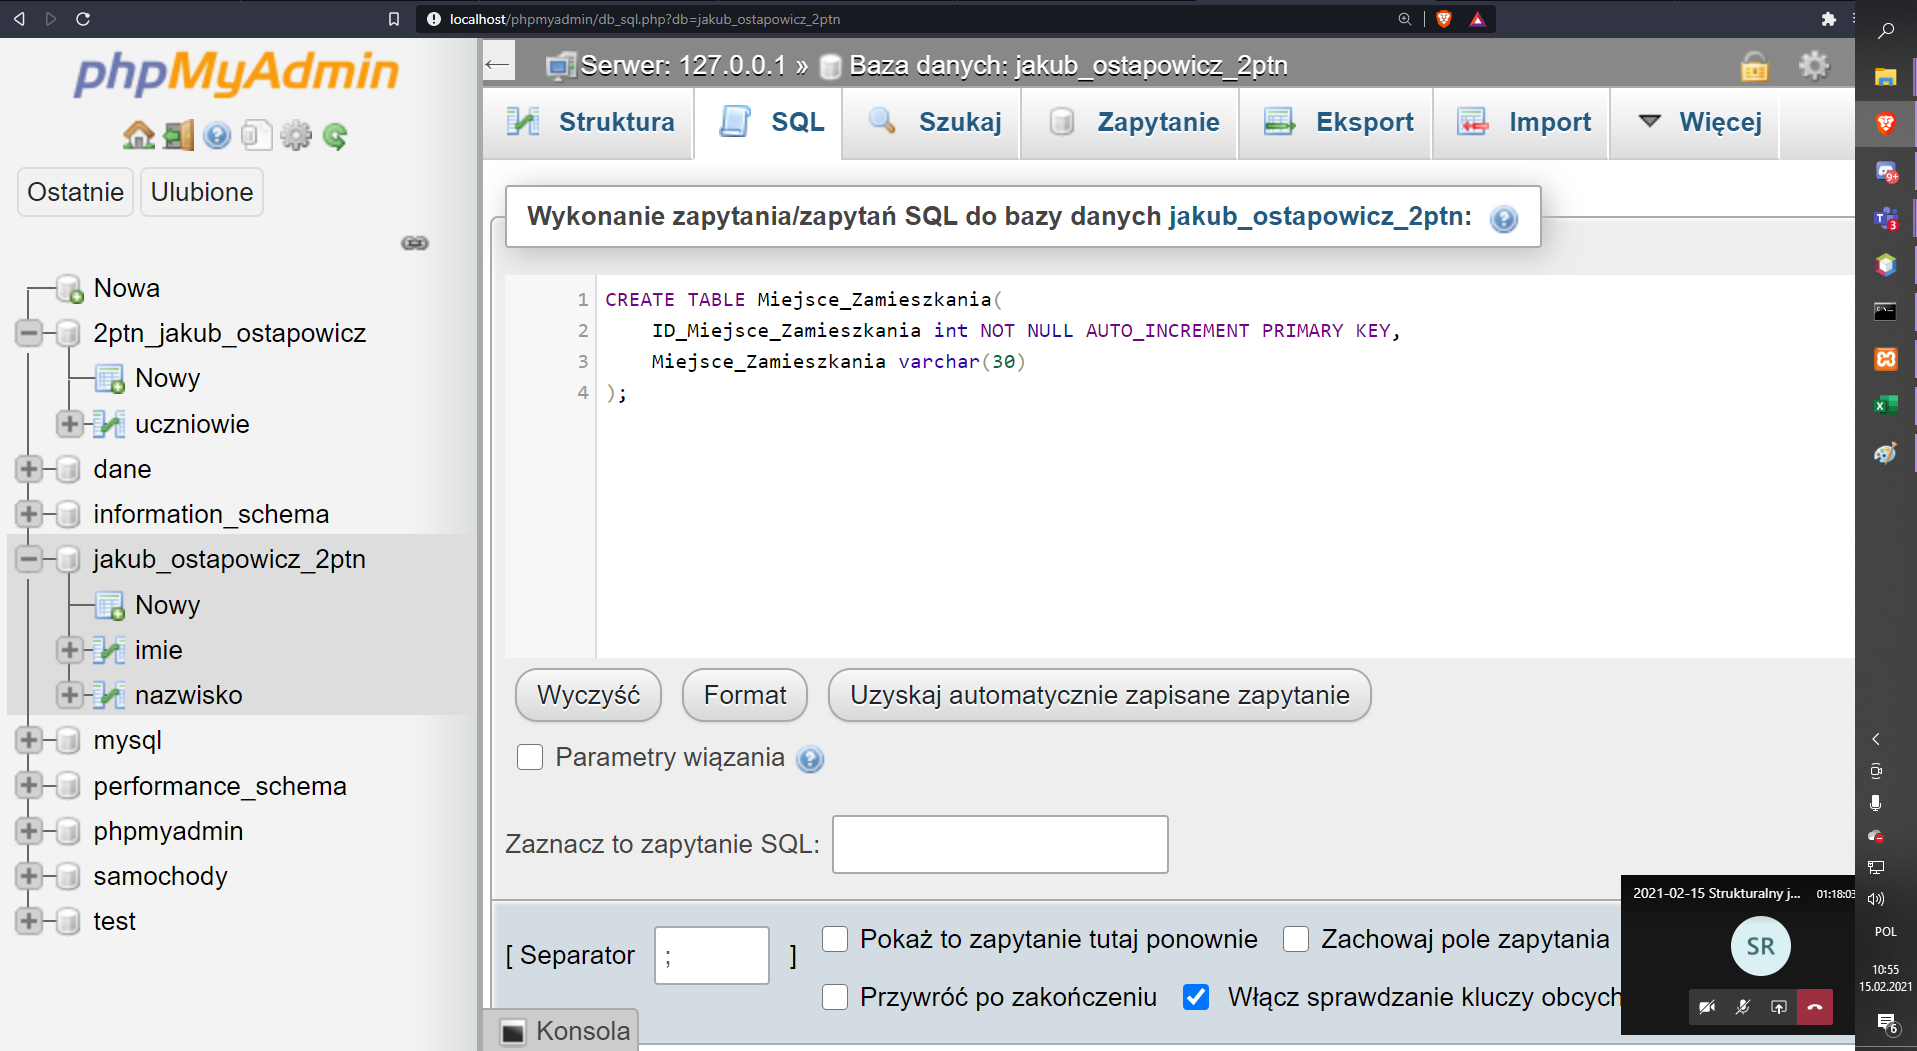 localhost/phpmyadmin/db_sql.php?db=jakub_ostapowicz_2ptn
phpMyAdmin
Ostatnie
Ulubione
Nowa
2ptn_jakub_ostapowicz
Nowy
uczniowie
dane
information_schema
jakub_ostapowicz_2ptn
Nowy
imie
nazwisko
mysql
performance_schema
phpmyadmin
samochody
test
← Serwer: 127.0.0.1 » Baza danych: jakub_ostapowicz_2ptn
Struktura
SQL
Szukaj
Zapytanie
Eksport
Import
Więcej
Wykonanie zapytania/zapytań SQL do bazy danych jakub_ostapowicz_2ptn:
1 CREATE TABLE Miejsce_Zamieszkania(
2 ID_Miejsce_Zamieszkania int NOT NULL AUTO_INCREMENT PRIMARY KEY,
3 Miejsce_Zamieszkania varchar(30)
4 );
Wyczyść
Format
Uzyskaj automatycznie zapisane zapytanie
Parametry wiązania
Zaznacz to zapytanie SQL:
[ Separator ; ]
Pokaż to zapytanie tutaj ponownie
Zachowaj pole zapytania
Przywróć po zakończeniu
Włącz sprawdzanie kluczy obcych
Konsola
2021-02-15 Strukturalny j... 01:18:03
SR
9+
3
POL
10:55
15.02.2021
6